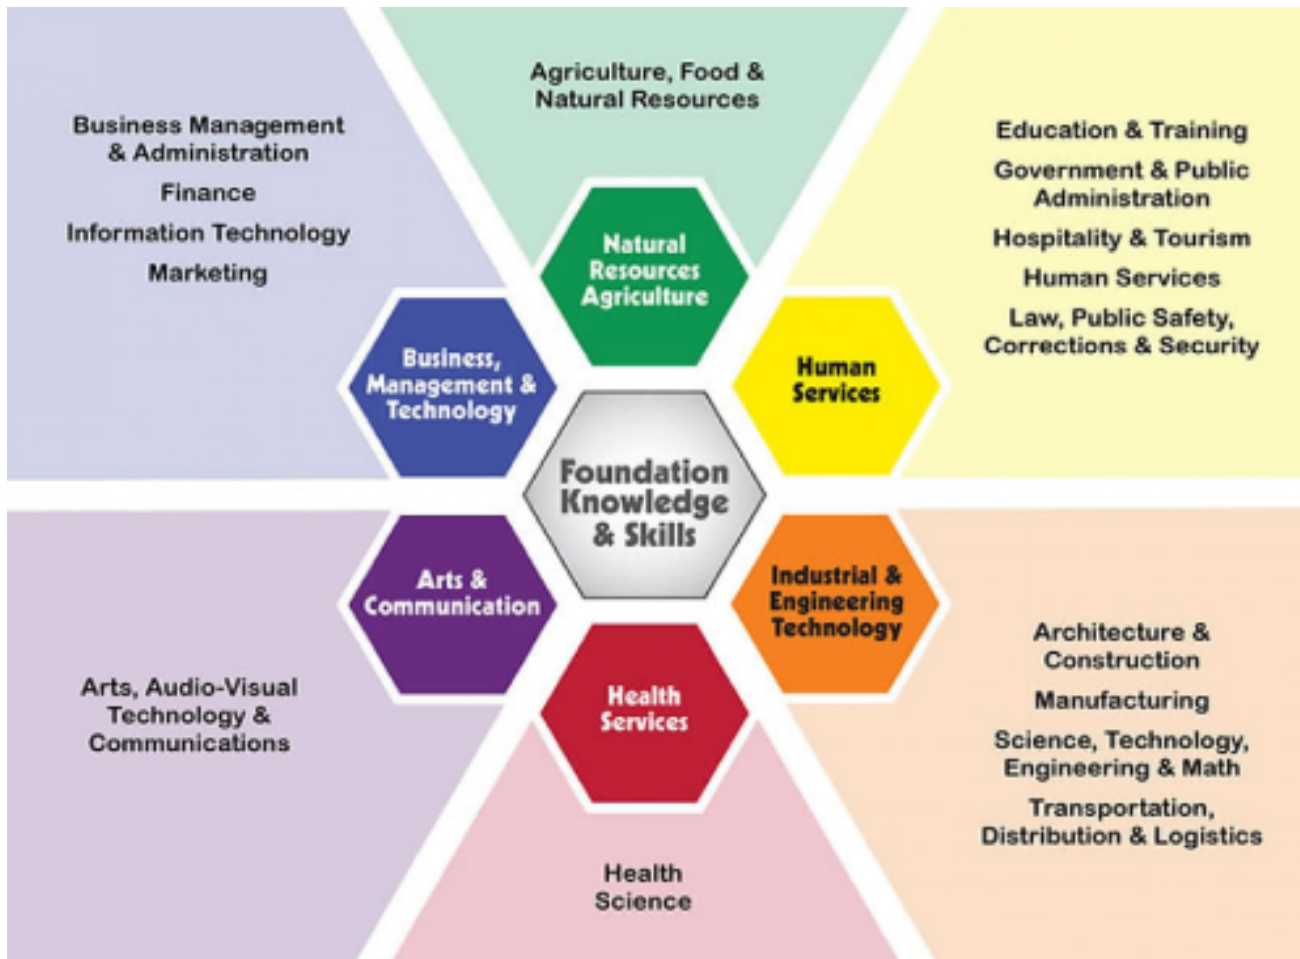 Agriculture, Food &
Natural Resources
Business Management
& Administration
Finance
Information Technology
Marketing
Education & Training
Government & Public
Administration
Hospitality & Tourism
Human Services
Law, Public Safety,
Corrections & Security
Natural
Resources
Agriculture
Business,
Management &
Technology
Human
Services
Foundation
Knowledge
& Skills
Arts &
Communication
Industrial &
Engineering
Technology
Health
Services
Arts, Audio-Visual
Technology &
Communications
Architecture &
Construction
Manufacturing
Science, Technology,
Engineering & Math
Transportation,
Distribution & Logistics
Health
Science